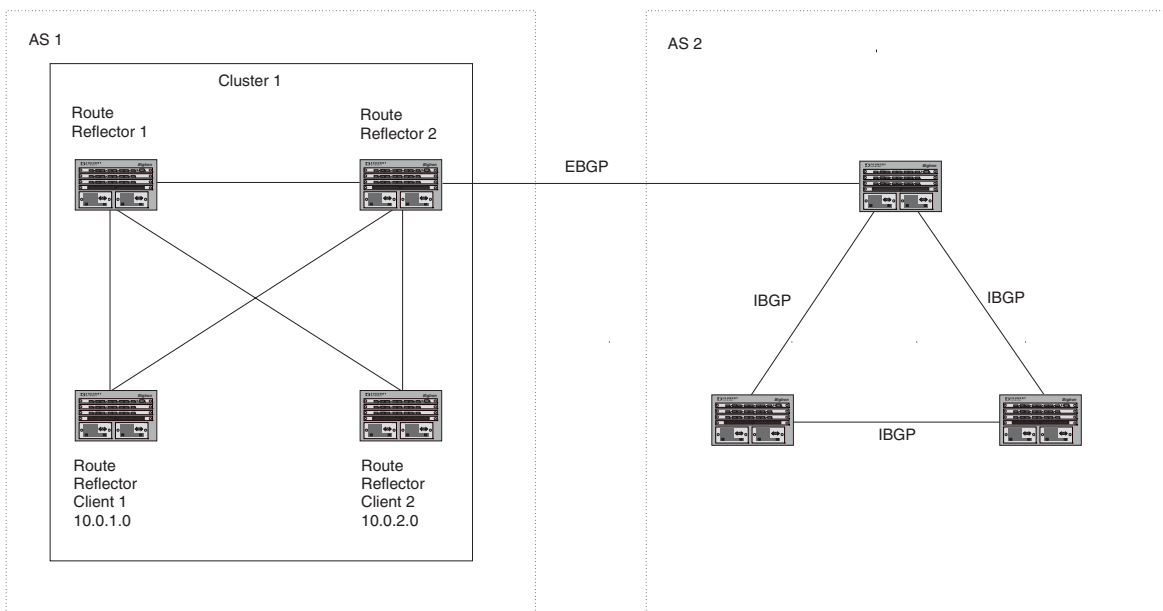 AS 1
AS 2
Cluster 1
Route
Reflector 1
Route
Reflector 2
EBGP
IBGP
IBGP
IBGP
Route
Reflector
Client 1
10.0.1.0
Route
Reflector
Client 2
10.0.2.0